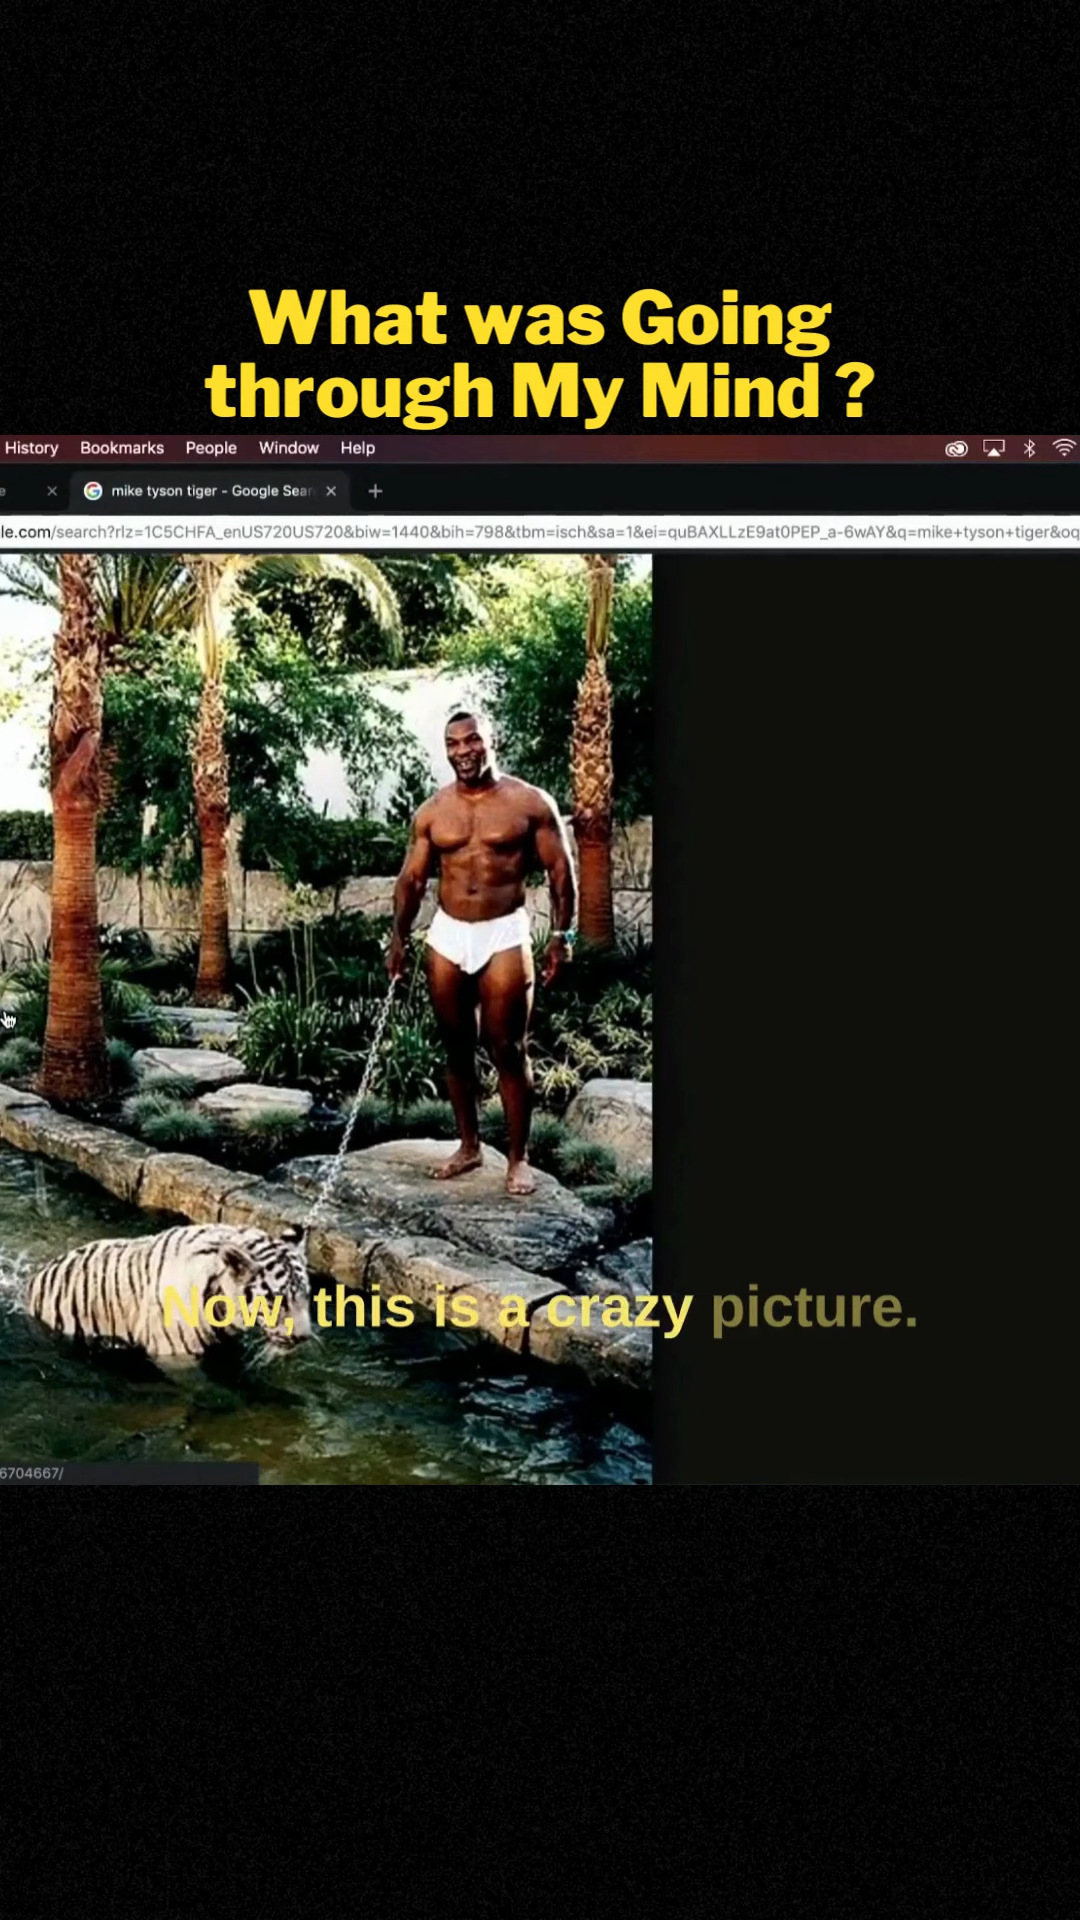 What was Going
through My Mind ?
History Bookmarks People Window Help
e mike tyson tiger - Google Sear
le.com/search?rlz=1C5CHFA_enUS720US720&biw=1440&bih=798&tbm=isch&sa=1&ei=quBAXLLzE9at0PEP_a-6wAY&q=mike+tyson+tiger&oq
Now, this is a crazy picture.
6704667/